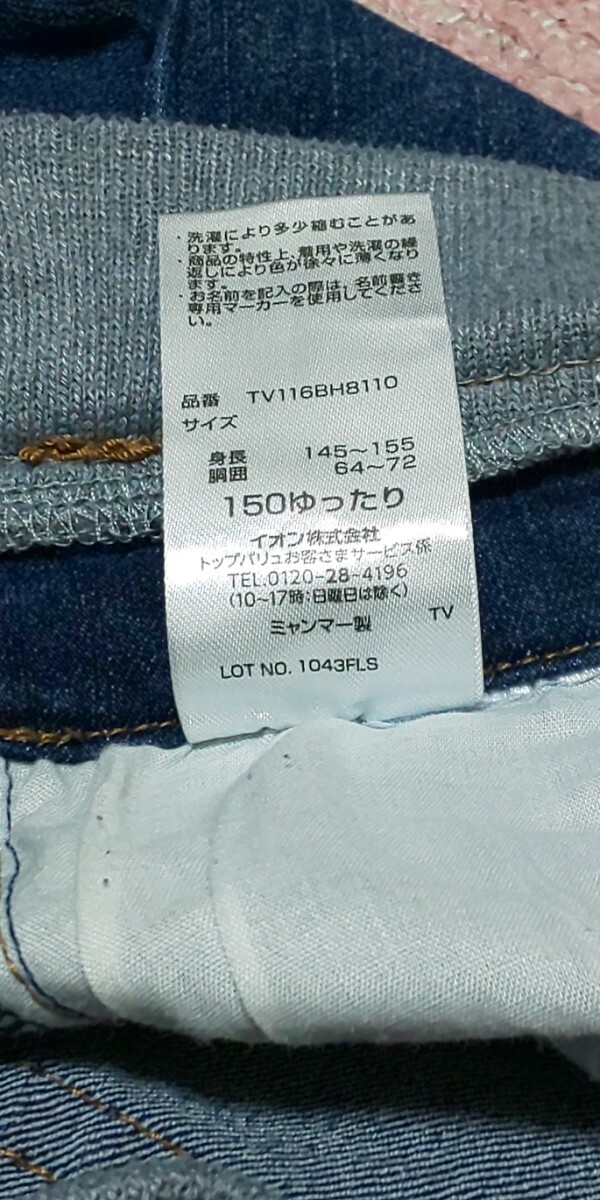 ・洗濯により多少縮むことがあ
ります。
・商品の特性上、着用や洗濯の繰
返しにより色が徐々に薄くなり
ます。
・お名前を記入の際は、名前書き
専用マーカーを使用してくださ
い。
品番 TV116BH8110
サイズ
身長 145～155
胴囲 64～72
150ゆったり
イオン株式会社
トップバリュお客さまサービス係
TEL.0120-28-4196
(10～17時:日曜日は除く)
ミャンマー製 TV
LOT NO. 1043FLS